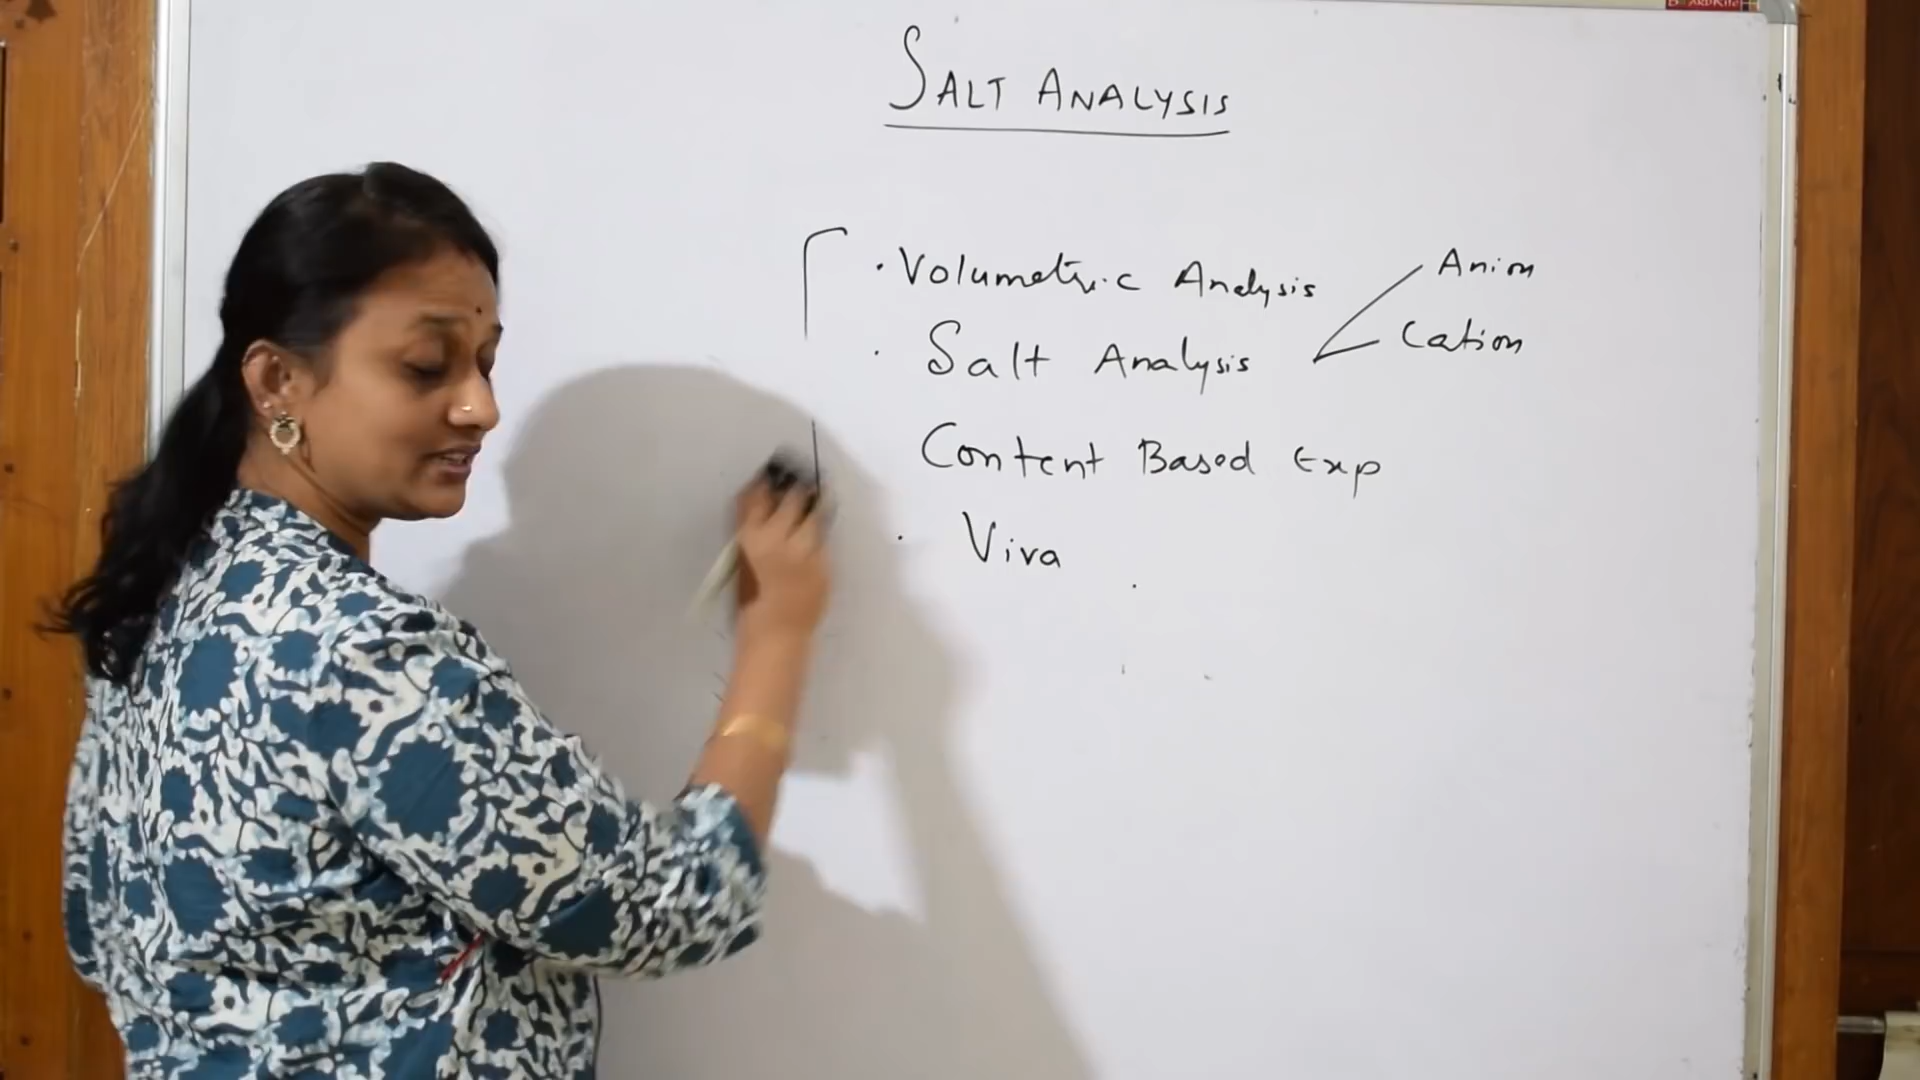 SALT ANALYSIS
· Volumetric Analysis
Anion
· Salt Analysis
Cation
Content Based Exp
· Viva